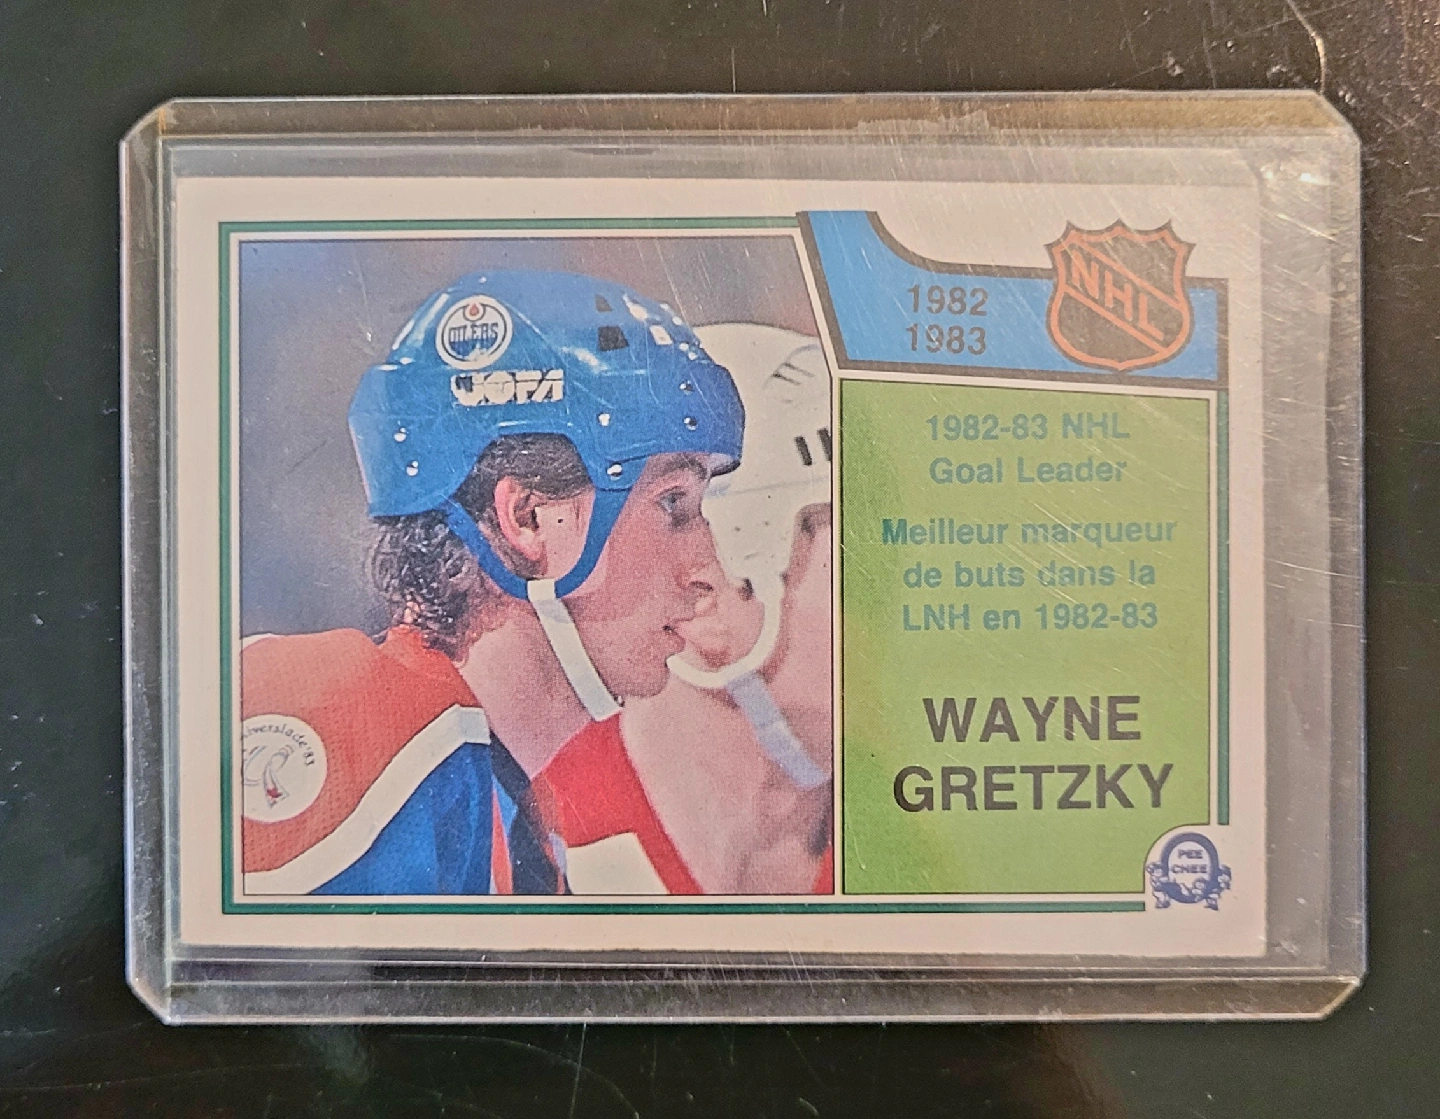 OILERS
JOFA
1982
1983
NHL
1982-83 NHL
Goal Leader
Meilleur marqueur
de buts dans la
LNH en 1982-83
WAYNE
GRETZKY
PEE
CHEE